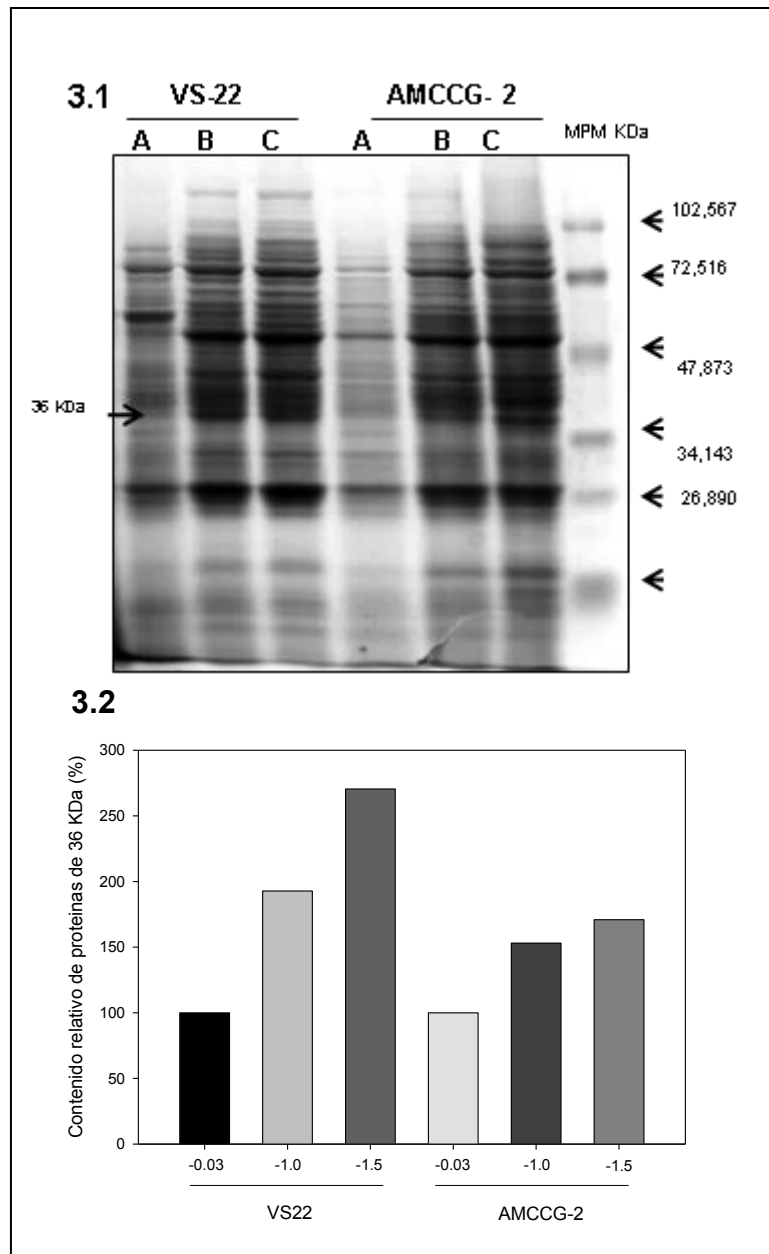 3.1 VS-22 AMCCG- 2
A B C A B C MPM KDa
102,567
72,516
47,873
36 KDa
34,143
26,890
3.2
Contenido relativo de proteinas de 36 KDa (%)
300
250
200
150
100
50
0
-0.03 -1.0 -1.5 -0.03 -1.0 -1.5
VS22 AMCCG-2